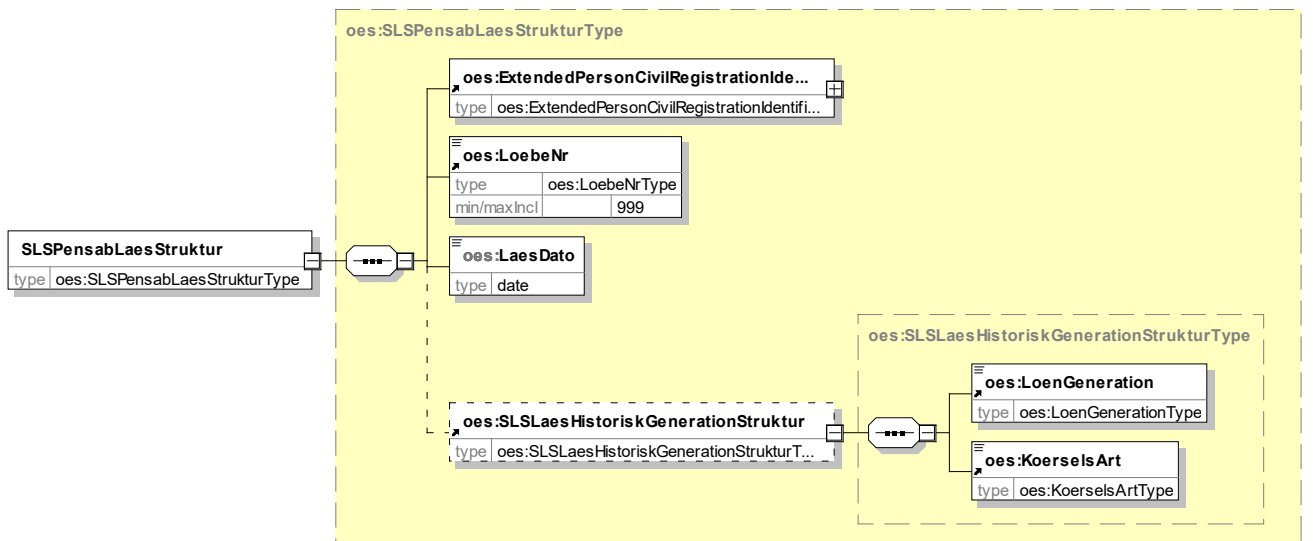 oes:SLSPensabLaesStrukturType
oes:ExtendedPersonCivilRegistrationIde...
type oes:ExtendedPersonCivilRegistrationIdentifi...
oes:LoebeNr
type oes:LoebeNrType
min/maxIncl 999
SLSPensabLaesStruktur
type oes:SLSPensabLaesStrukturType
oes:LaesDato
type date
oes:SLSLaesHistoriskGenerationStrukturType
oes:LoenGeneration
type oes:LoenGenerationType
oes:SLSLaesHistoriskGenerationStruktur
type oes:SLSLaesHistoriskGenerationStrukturT...
oes:KoerselsArt
type oes:KoerselsArtType